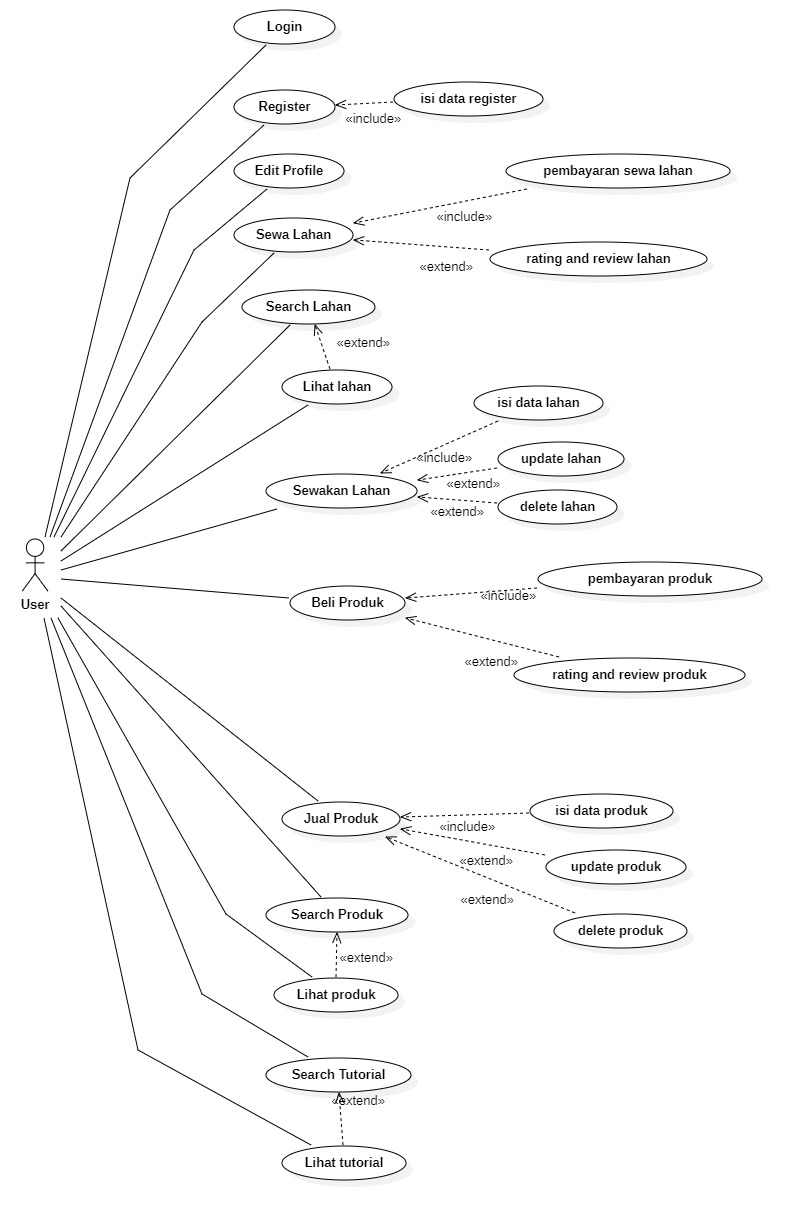 Login
Register
isi data register
«include»
Edit Profile
pembayaran sewa lahan
«include»
Sewa Lahan
rating and review lahan
«extend»
Search Lahan
«extend»
Lihat lahan
isi data lahan
«include»
update lahan
«extend»
Sewakan Lahan
delete lahan
«extend»
User
pembayaran produk
«include»
Beli Produk
«extend»
rating and review produk
isi data produk
Jual Produk
«include»
«extend»
update produk
«extend»
Search Produk
delete produk
«extend»
Lihat produk
Search Tutorial
«extend»
Lihat tutorial